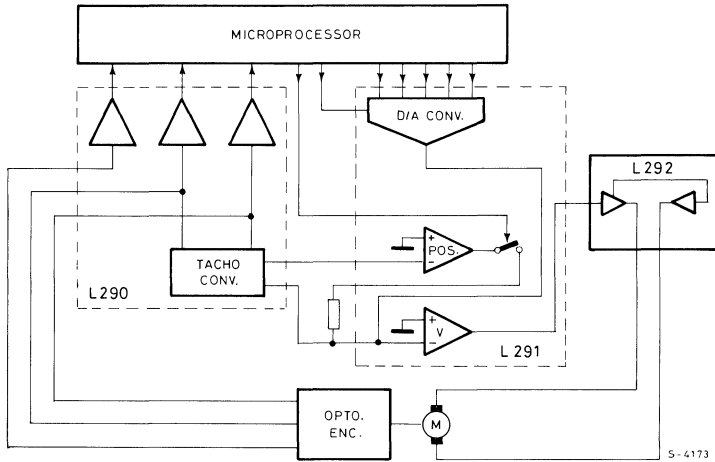 MICROPROCESSOR
D/A CONV.
L292
+
POS.
-
TACHO
CONV.
L290
+
V
-
L291
OPTO.
ENC.
M
S-4173